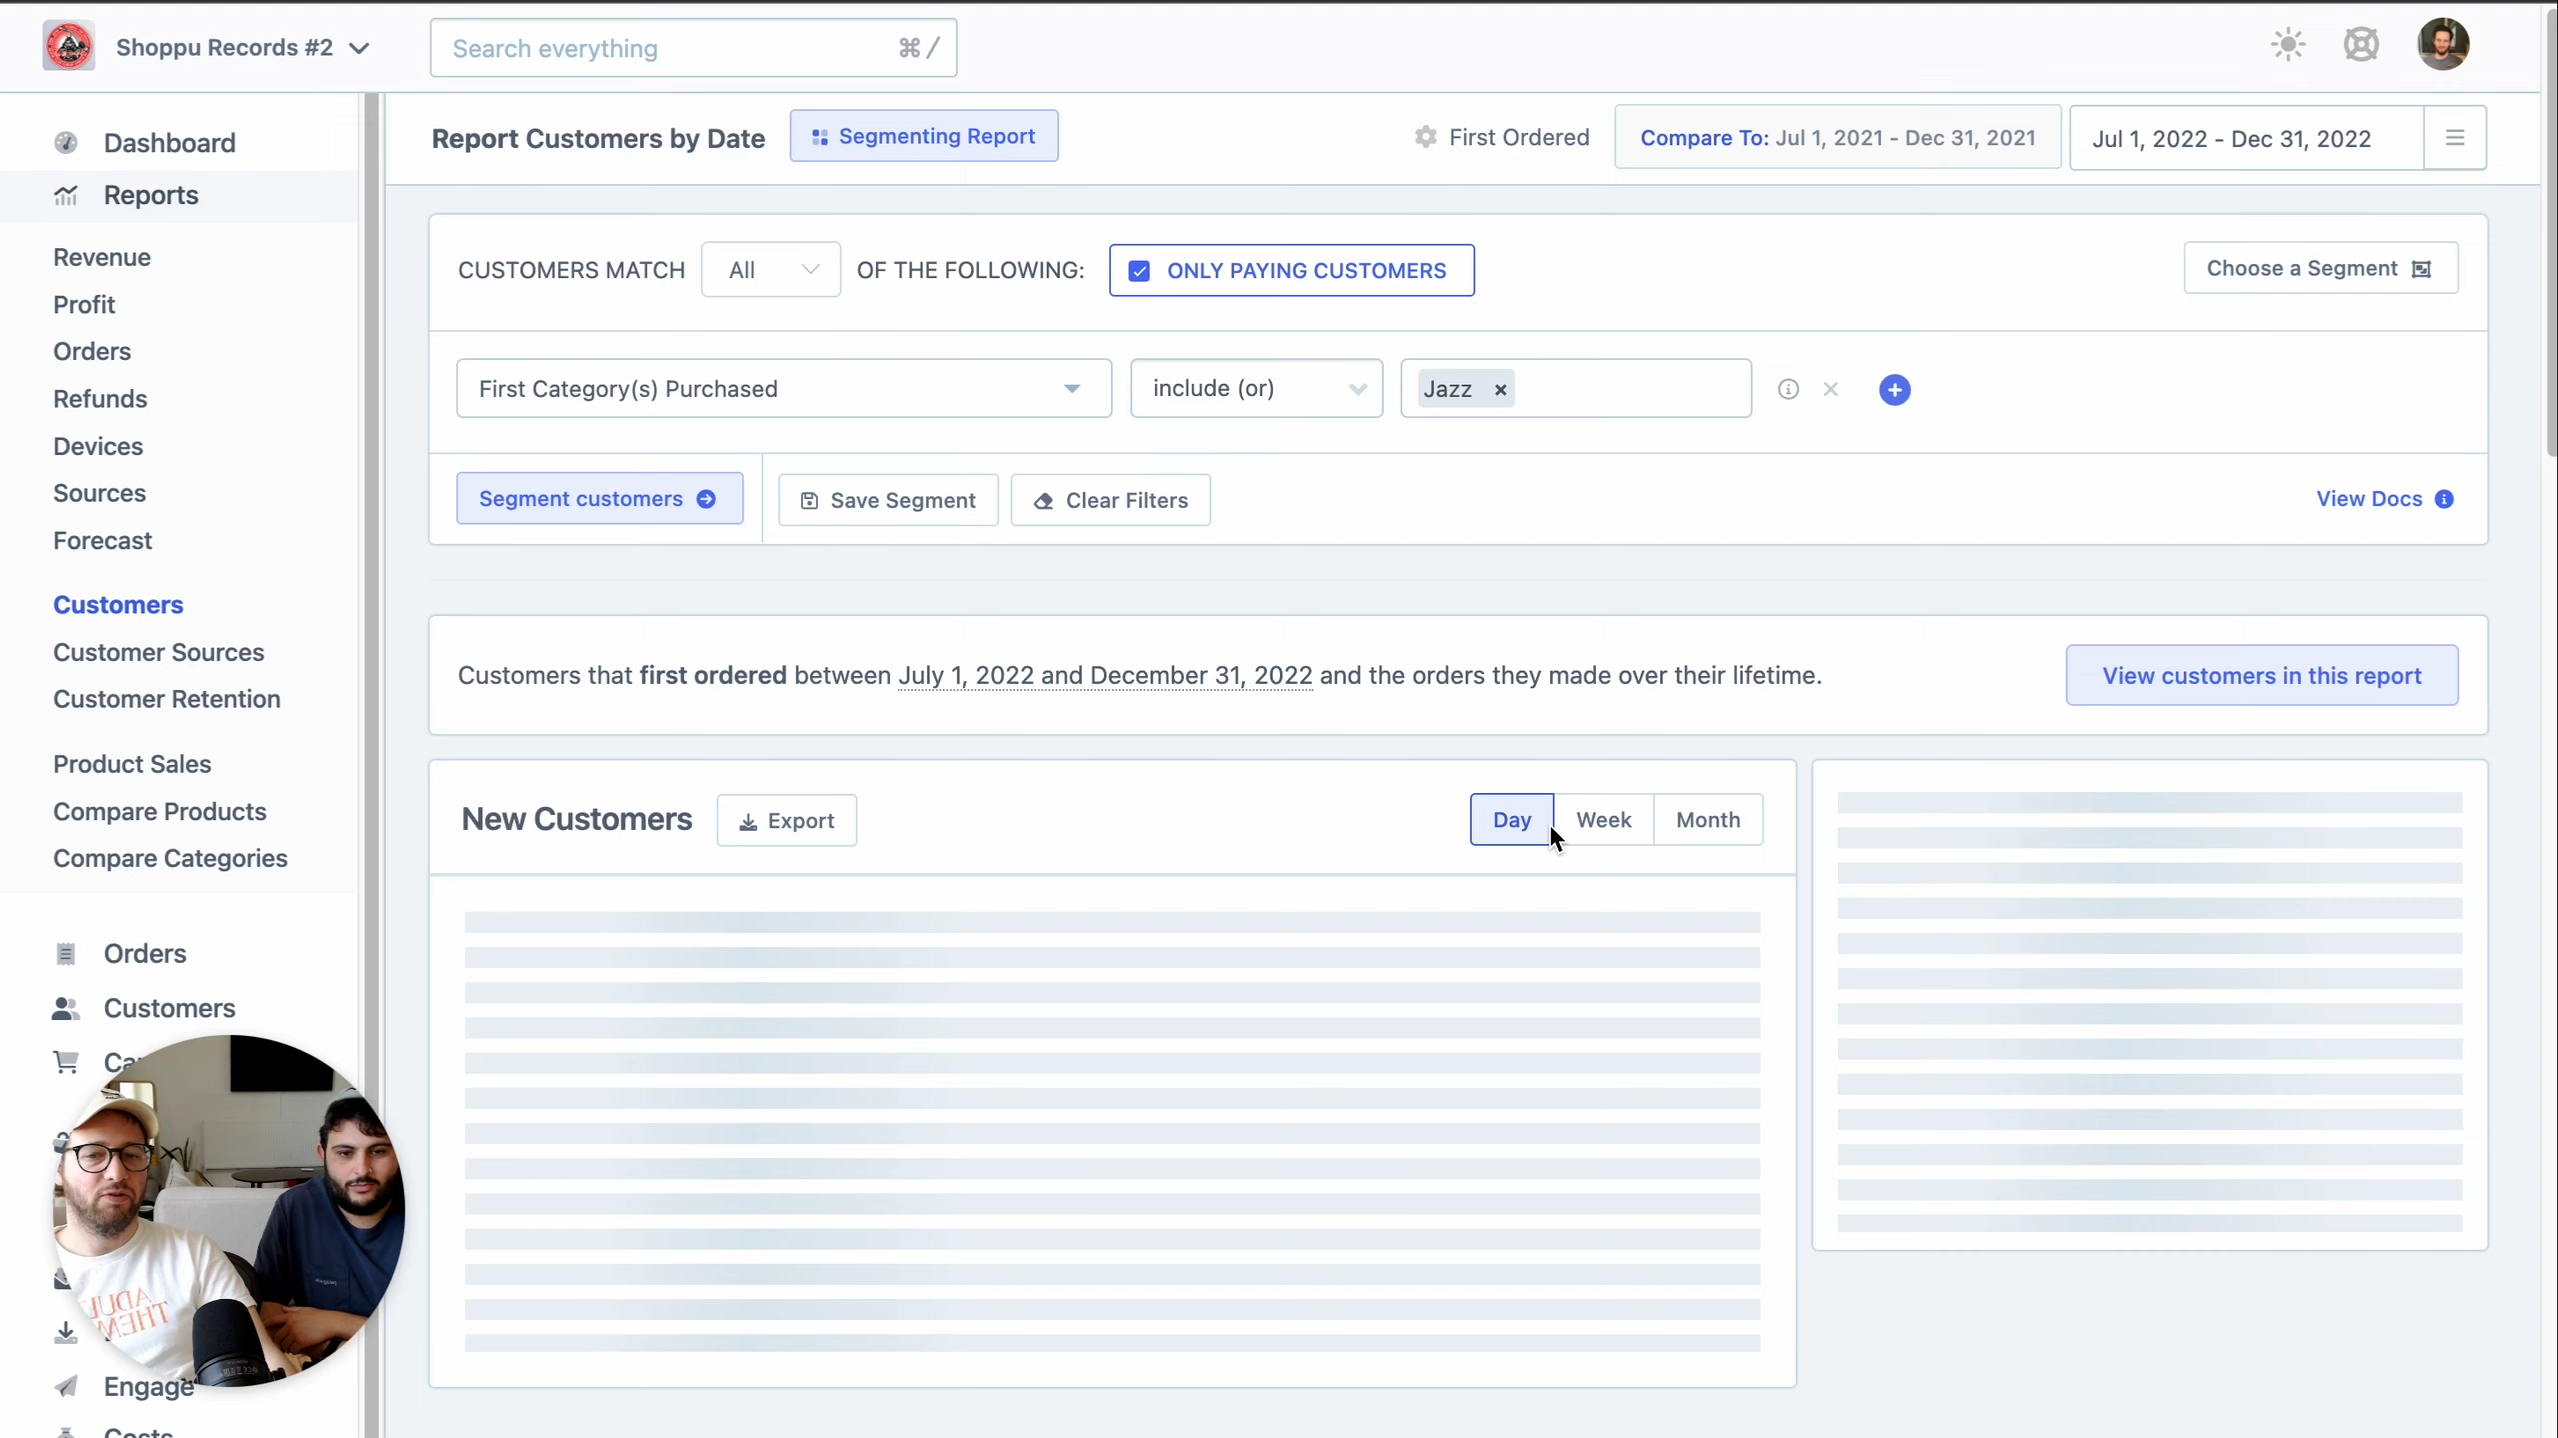 Shoppu Records #2
Search everything
⌘ /
Dashboard
Reports
Revenue
Profit
Orders
Refunds
Devices
Sources
Forecast
Customers
Customer Sources
Customer Retention
Product Sales
Compare Products
Compare Categories
Orders
Customers
Engage
Costs
Report Customers by Date
Segmenting Report
First Ordered
Compare To: Jul 1, 2021 - Dec 31, 2021
Jul 1, 2022 - Dec 31, 2022
CUSTOMERS MATCH
All
OF THE FOLLOWING:
ONLY PAYING CUSTOMERS
Choose a Segment
First Category(s) Purchased
include (or)
Jazz
Segment customers
Save Segment
Clear Filters
View Docs
Customers that first ordered between July 1, 2022 and December 31, 2022 and the orders they made over their lifetime.
View customers in this report
New Customers
Export
Day
Week
Month